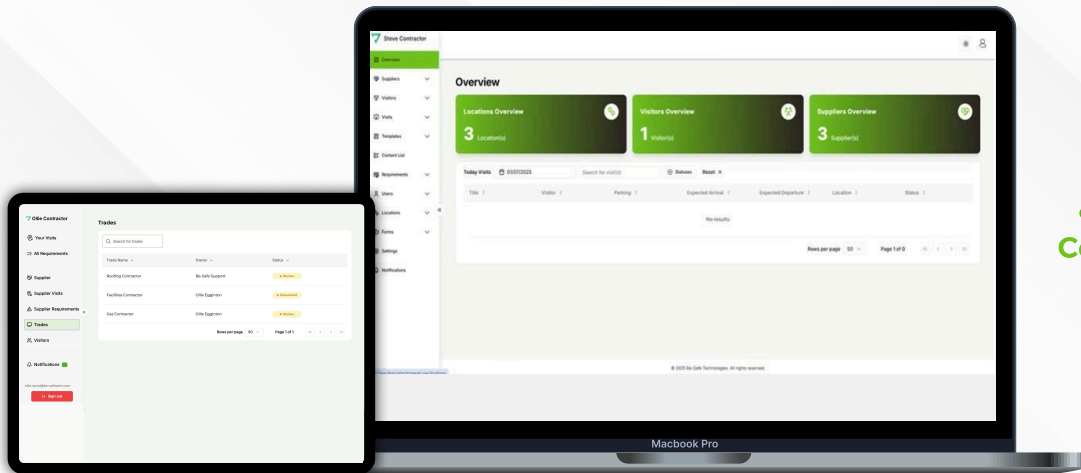 Steve Contractor
Overview
Suppliers
Visitors
Visits
Templates
Content List
Requirements
Users
Locations
Forms
Settings
Notifications
Overview
Locations Overview
3 Location(s)
Visitors Overview
1 Visitor(s)
Suppliers Overview
3 Supplier(s)
Today Visits 01/07/2025 Search for visit(s) Statuses Reset ×
Title Visitor Parking Expected Arrival Expected Departure Location Status
No results
Rows per page 50 Page 1 of 0
© 2025 Be-Safe Technologies. All rights reserved.
Macbook Pro
Ollie Contractor
Your Visits
All Requirements
Supplier
Supplier Visits
Supplier Requirements
Trades
Visitors
Notifications
Sign out
Trades
Search for trades
Trade Name Owner Status
Roofing Contractor Be-Safe Support
Facilities Contractor Ollie Egginton
Gas Contractor Ollie Egginton
Rows per page 50 Page 1 of 1